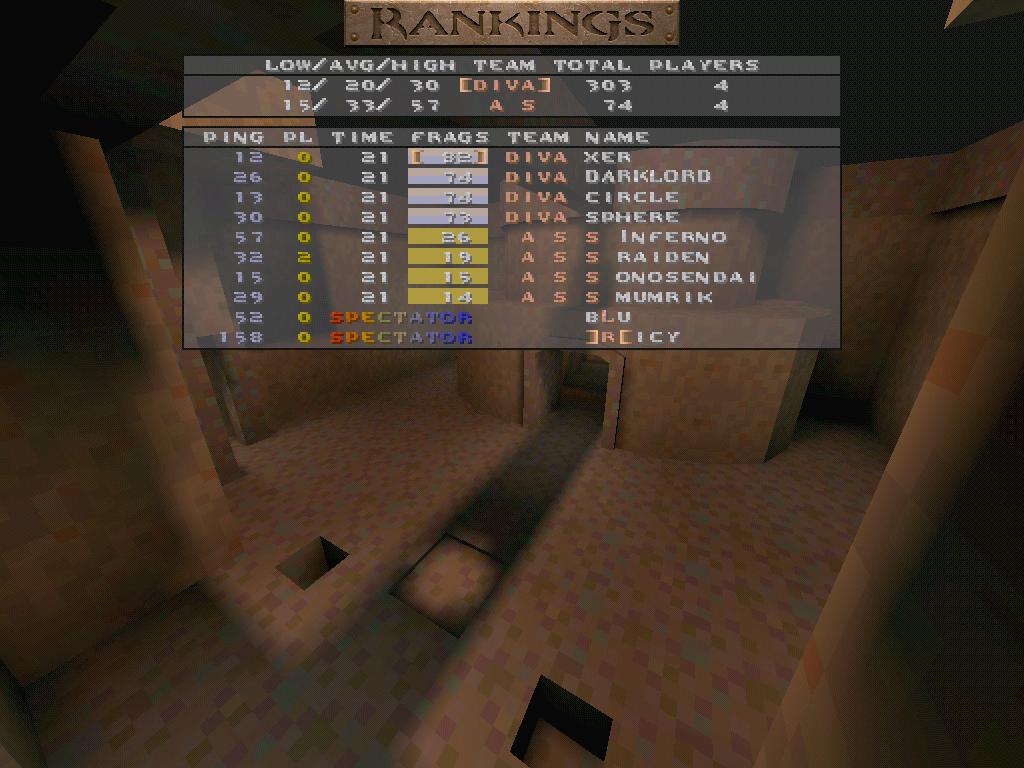 RANKINGS
LOW/AVG/HIGH TEAM TOTAL PLAYERS
12/ 20/ 30 [DIVA] 303 4
15/ 33/ 57 A S 74 4
PING PL TIME FRAGS TEAM NAME
12 0 21 [ 82] DIVA XER
26 0 21 74 DIVA DARKLORD
13 0 21 74 DIVA CIRCLE
30 0 21 73 DIVA SPHERE
57 0 21 26 A S S INFERNO
32 2 21 19 A S S RAIDEN
15 0 21 15 A S S ONOSENDAI
29 0 21 14 A S S MUMRIK
52 0 SPECTATOR BLU
158 0 SPECTATOR ]R[ICY